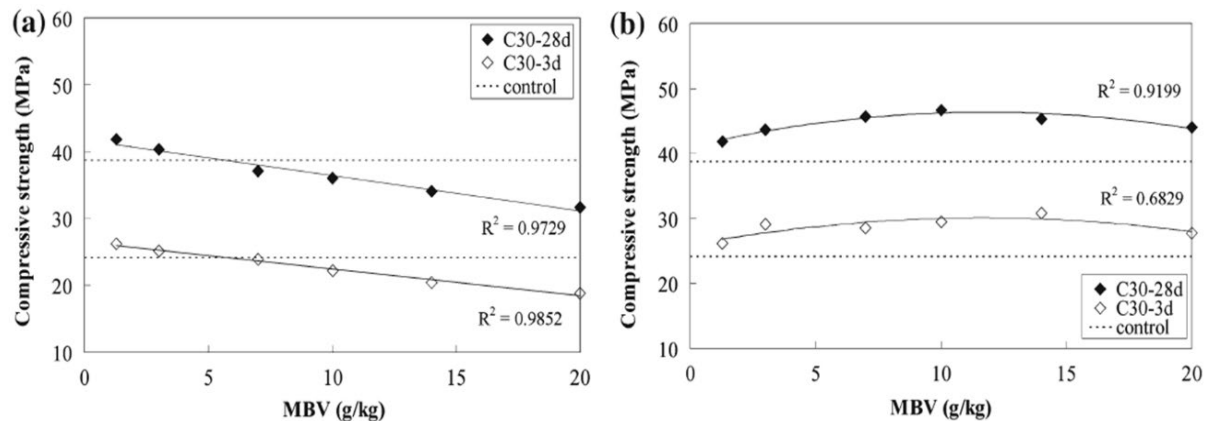 (a)
Compressive strength (MPa)
60
50
40
30
20
10
C30-28d
C30-3d
control
R² = 0.9729
R² = 0.9852
0 5 10 15 20
MBV (g/kg)
(b)
Compressive strength (MPa)
60
50
40
30
20
10
R² = 0.9199
R² = 0.6829
C30-28d
C30-3d
control
0 5 10 15 20
MBV (g/kg)